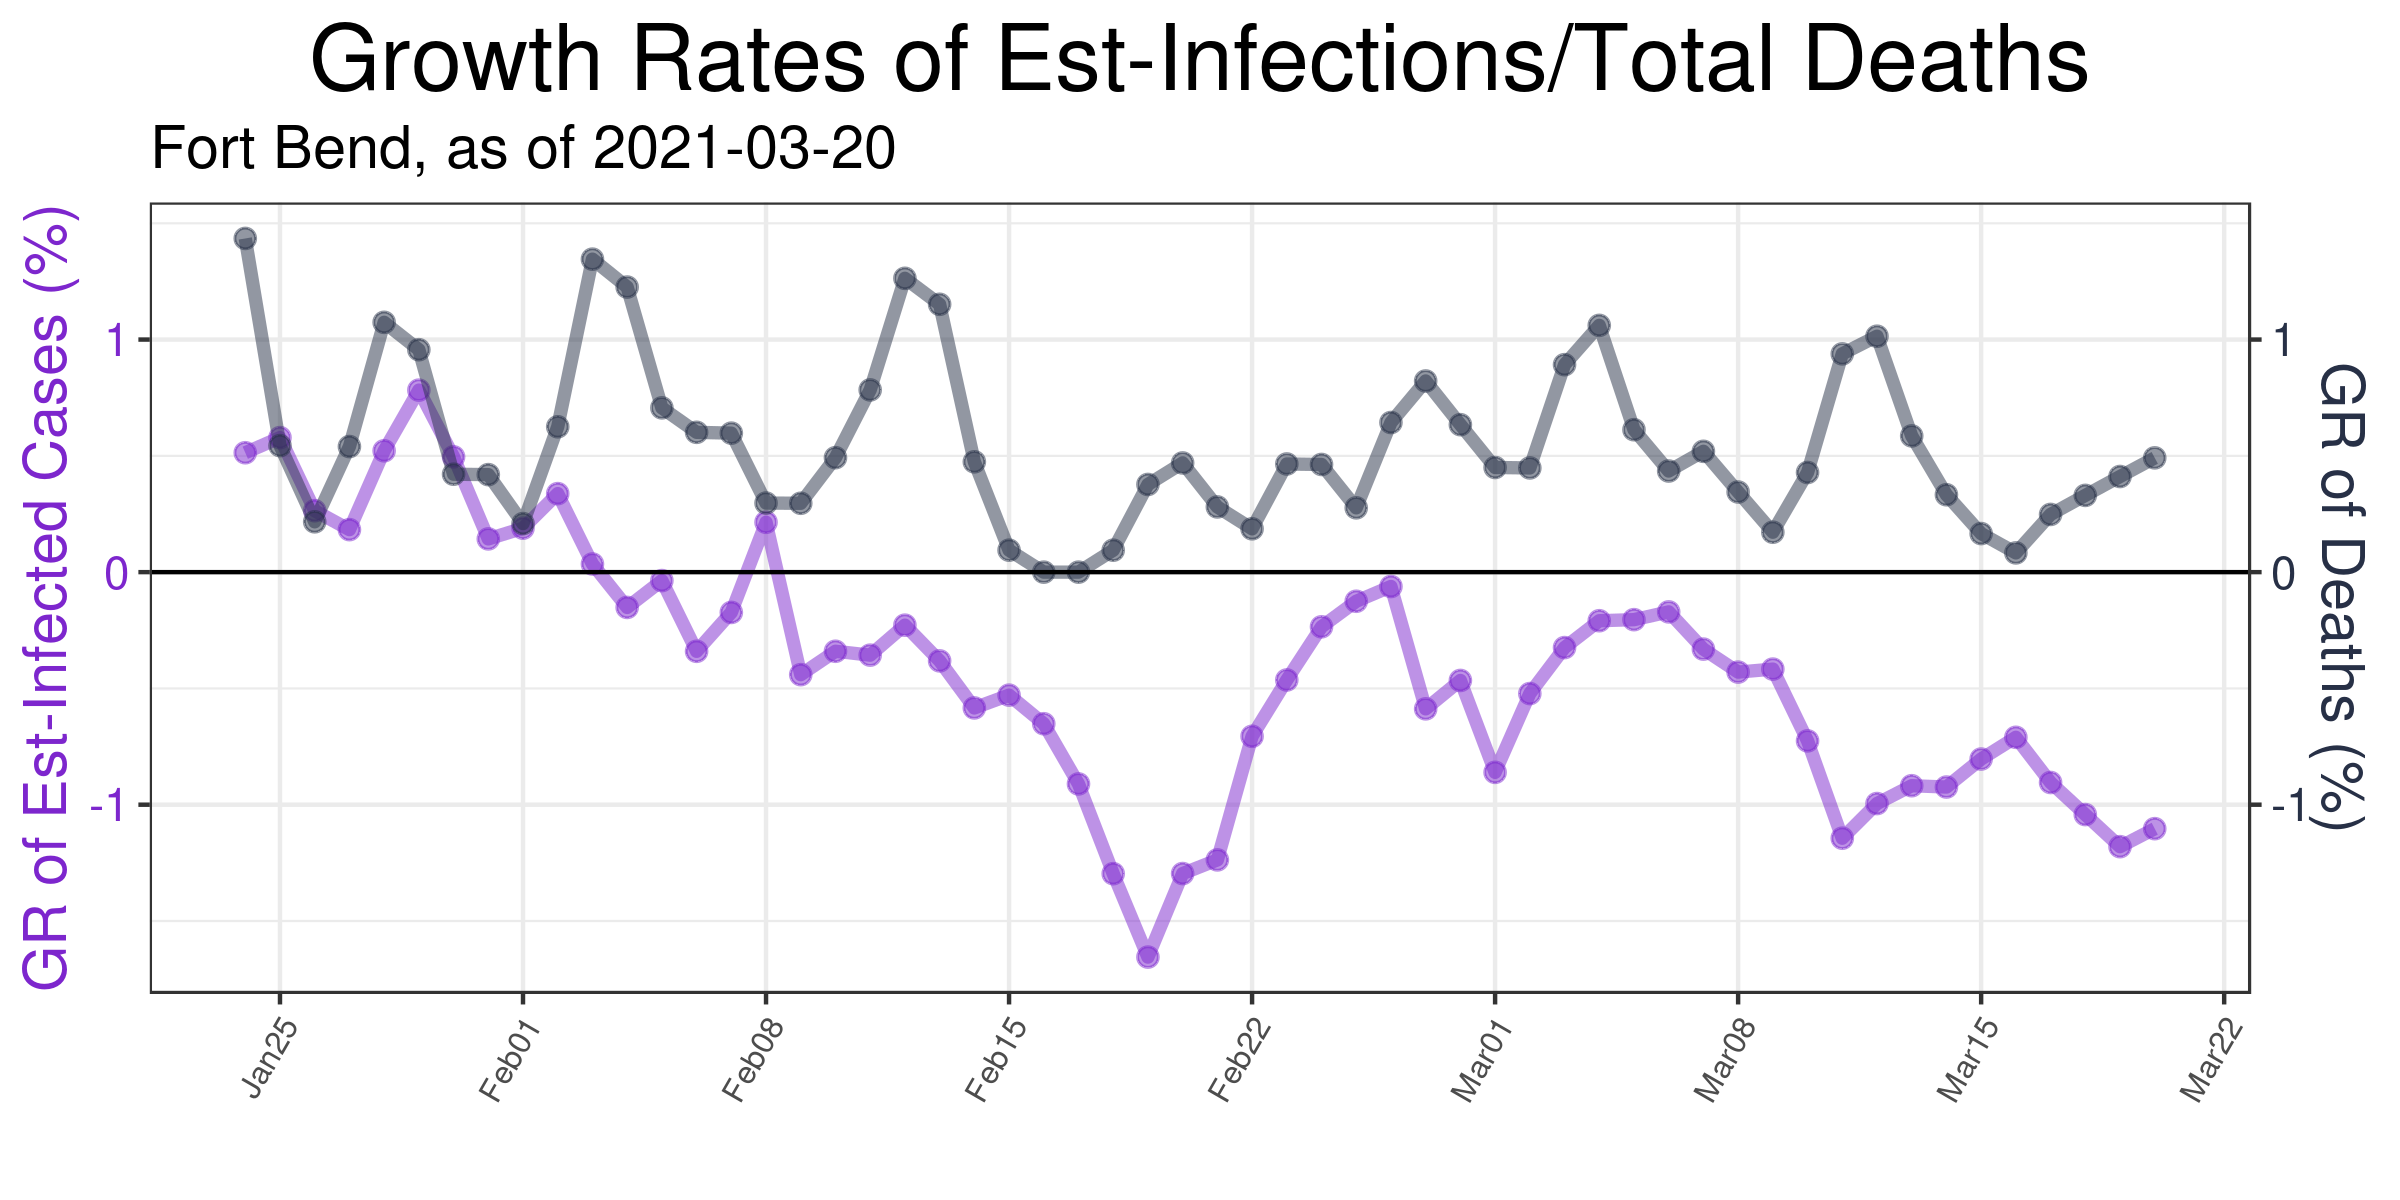 Growth Rates of Est-Infections/Total Deaths
Fort Bend, as of 2021-03-20
GR of Est-Infected Cases (%)
1
0
-1
1
0
-1
GR of Deaths (%)
Jan25
Feb01
Feb08
Feb15
Feb22
Mar01
Mar08
Mar15
Mar22